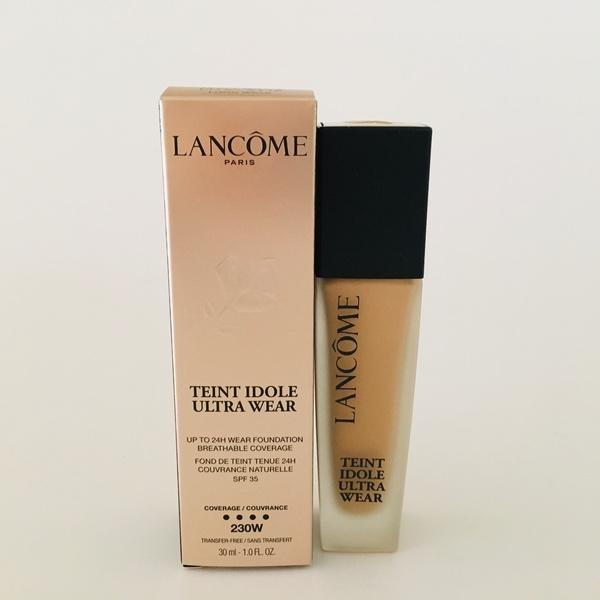 LANCÔME
PARIS
TEINT IDOLE
ULTRA WEAR
UP TO 24H WEAR FOUNDATION
BREATHABLE COVERAGE
FOND DE TEINT TENUE 24H
COUVRANCE NATURELLE
SPF 35
COVERAGE / COUVRANCE
230W
TRANSFER-FREE / SANS TRANSFERT
30 ml - 1.0 FL. OZ.
LANCÔME
TEINT
IDOLE
ULTRA
WEAR